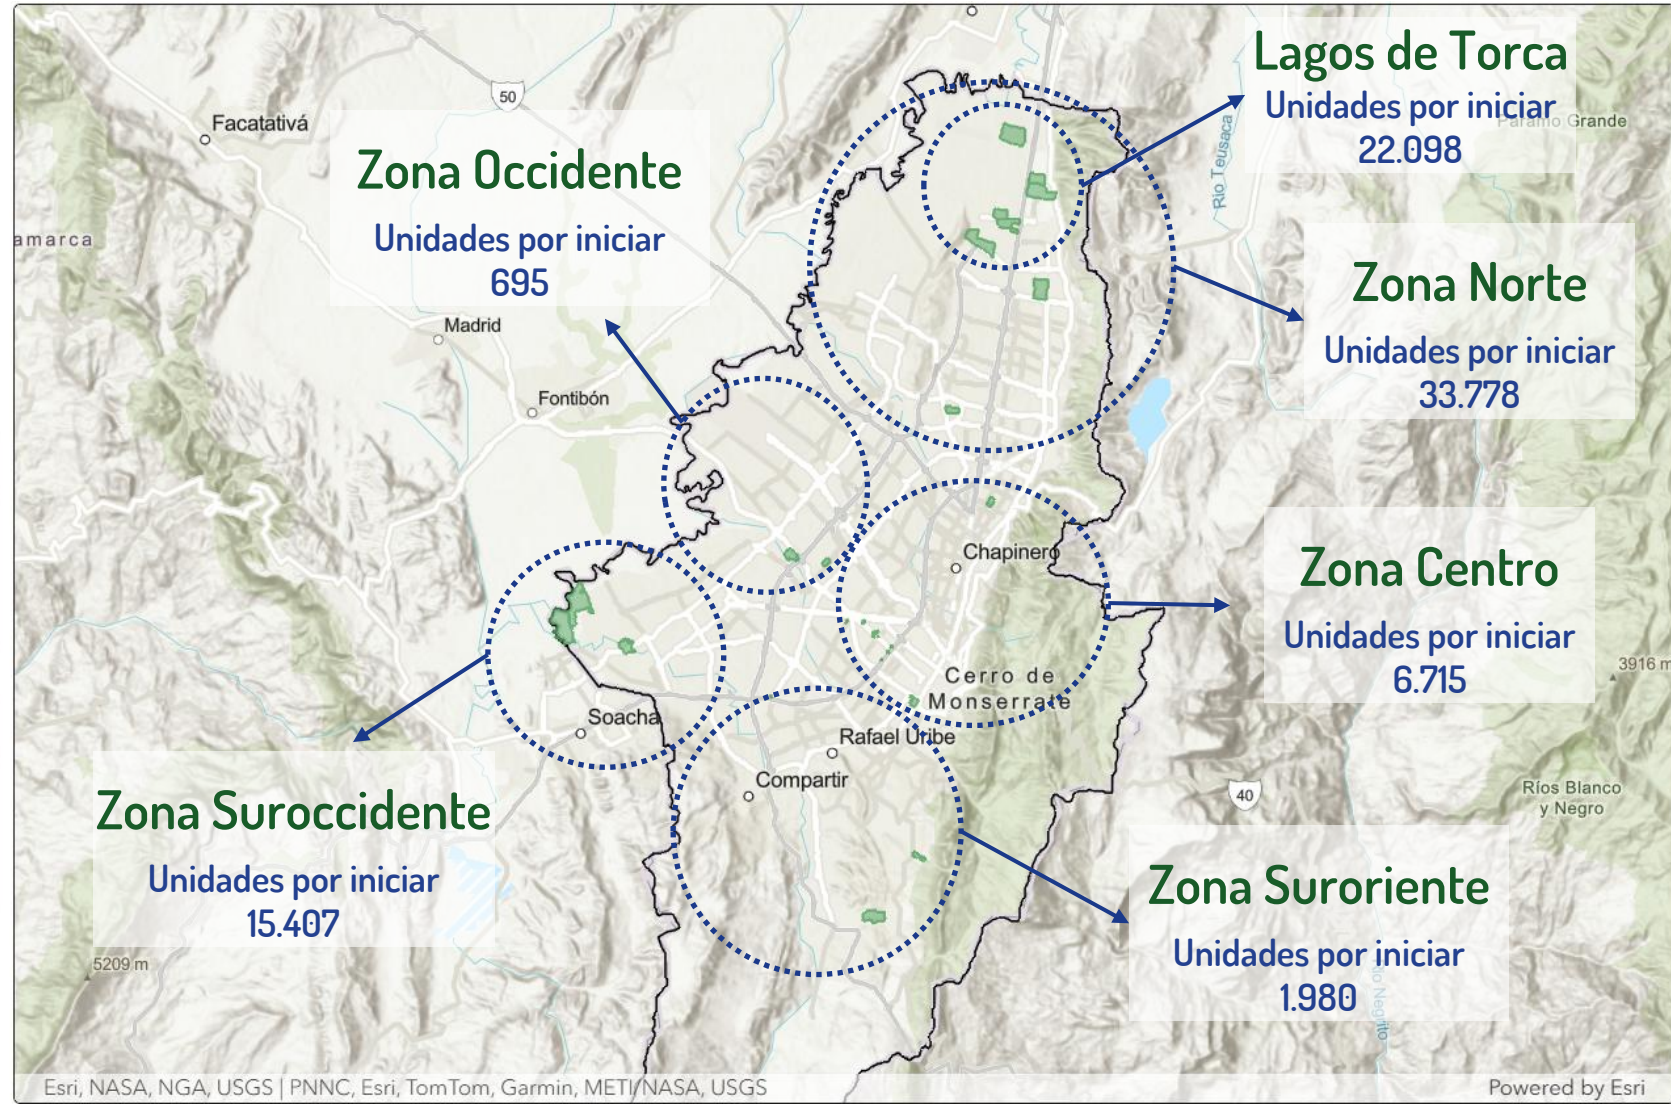 Lagos de Torca
Unidades por iniciar
22.098
Páramo Grande
Rio Teusaca
50
Facatativá
Zona Occidente
Unidades por iniciar
695
amarca
Zona Norte
Unidades por iniciar
33.778
Madrid
Fontibón
Chapinero
Zona Centro
Unidades por iniciar
6.715
3916 m
Cerro de
Monserrate
Soacha
Rafael Uribe
Compartir
40
Ríos Blanco
y Negro
Zona Suroccidente
Unidades por iniciar
15.407
5209 m
Zona Suroriente
Unidades por iniciar
1.980
Río Negrito
Esri, NASA, NGA, USGS | PNNC, Esri, TomTom, Garmin, METI/NASA, USGS
Powered by Esri